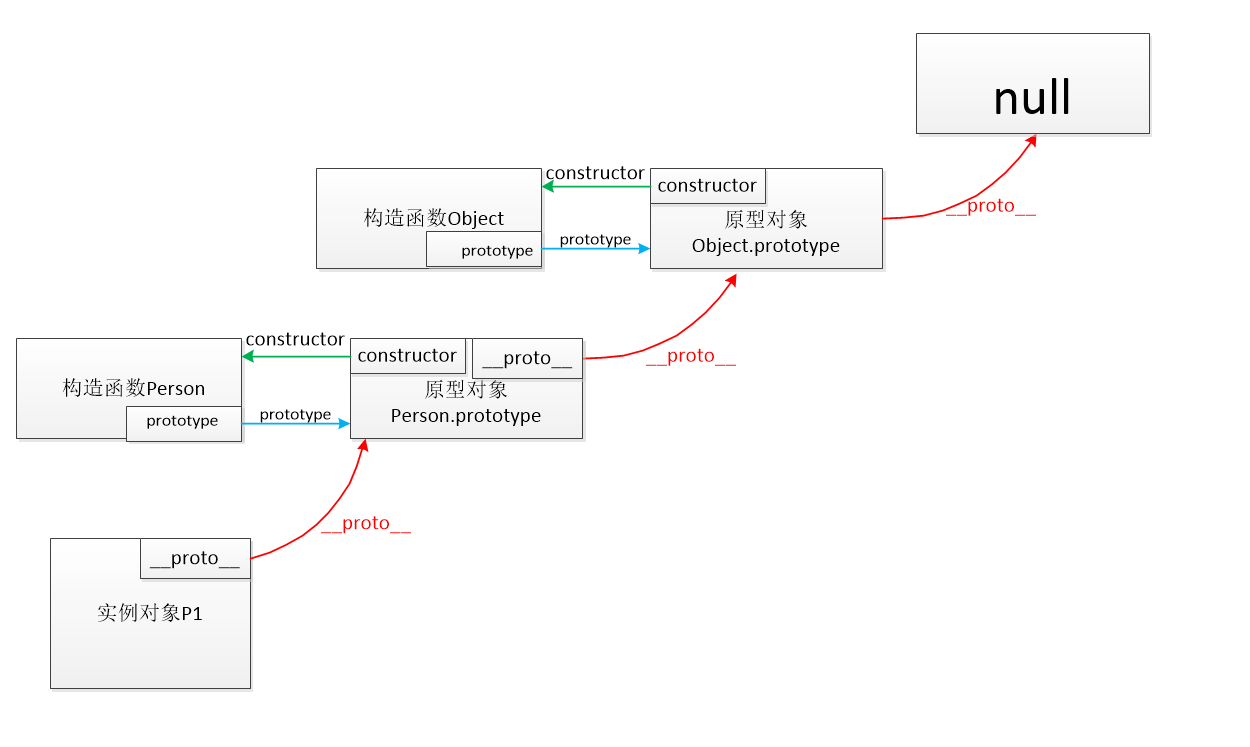 null
constructor
constructor
构造函数Object
原型对象
Object.prototype
prototype
prototype
__proto__
constructor
constructor
__proto__
__proto__
构造函数Person
原型对象
Person.prototype
prototype
prototype
__proto__
__proto__
实例对象P1